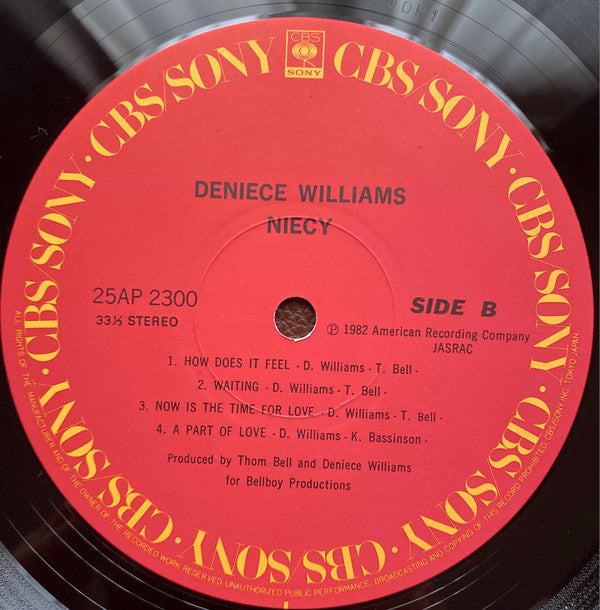 CBS
SONY
CBS/SONY · CBS/SONY · CBS/SONY · CBS/SONY · CBS/SONY · CBS/SONY · CBS/SONY · CBS/SONY
DENIECE WILLIAMS
NIECY
25AP 2300
33⅓ STEREO
SIDE B
Ⓟ 1982 American Recording Company
JASRAC
1. HOW DOES IT FEEL - D. Williams - T. Bell -
2. WAITING - D. Williams - T. Bell -
3. NOW IS THE TIME FOR LOVE - D. Williams - T. Bell -
4. A PART OF LOVE - D. Williams - K. Bassinson -
Produced by Thom Bell and Deniece Williams
for Bellboy Productions
ALL RIGHTS OF THE MANUFACTURER AND OF THE OWNER OF THE RECORDED WORK RESERVED. UNAUTHORIZED PUBLIC PERFORMANCE, BROADCASTING AND COPYING OF THIS RECORD PROHIBITED. CBS/SONY INC. TOKYO JAPAN